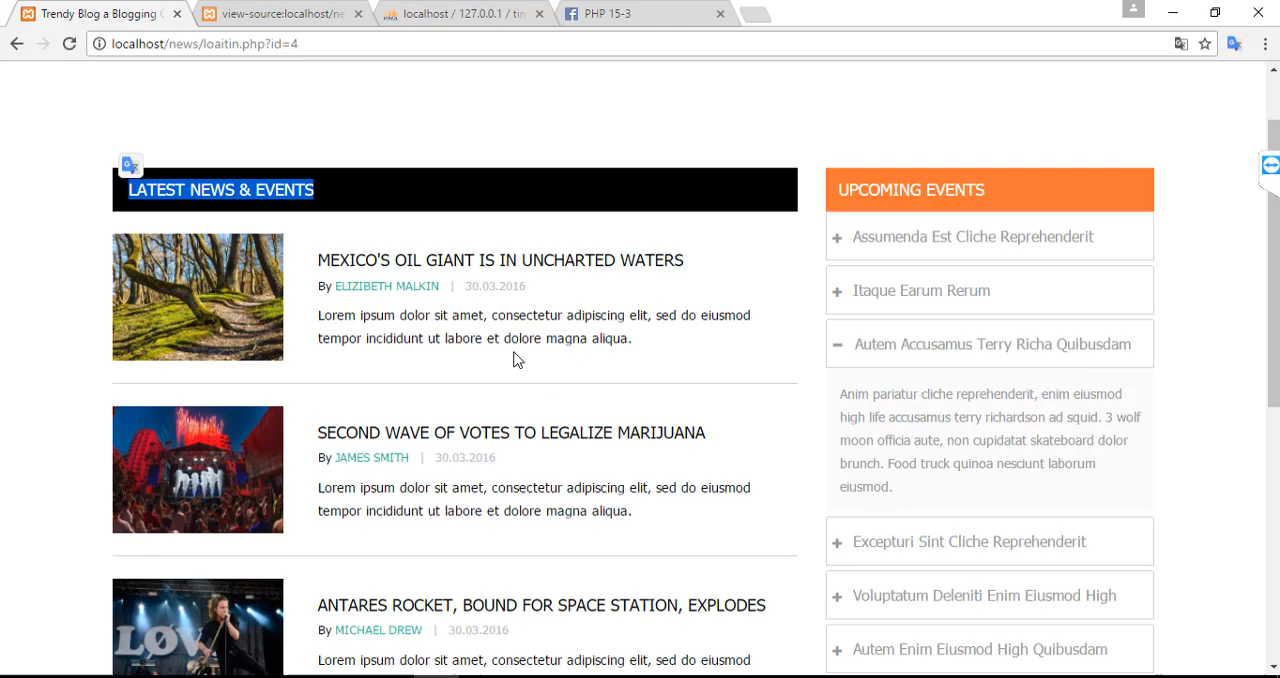 Trendy Blog a Blogging
view-source:localhost/ne
localhost / 127.0.0.1 / tin
PHP 15-3
localhost/news/loaitin.php?id=4
LATEST NEWS & EVENTS
MEXICO'S OIL GIANT IS IN UNCHARTED WATERS
By ELIZIBETH MALKIN | 30.03.2016
Lorem ipsum dolor sit amet, consectetur adipiscing elit, sed do eiusmod
tempor incididunt ut labore et dolore magna aliqua.
SECOND WAVE OF VOTES TO LEGALIZE MARIJUANA
By JAMES SMITH | 30.03.2016
Lorem ipsum dolor sit amet, consectetur adipiscing elit, sed do eiusmod
tempor incididunt ut labore et dolore magna aliqua.
LØV
ANTARES ROCKET, BOUND FOR SPACE STATION, EXPLODES
By MICHAEL DREW | 30.03.2016
Lorem ipsum dolor sit amet, consectetur adipiscing elit, sed do eiusmod
UPCOMING EVENTS
Assumenda Est Cliche Reprehenderit
Itaque Earum Rerum
Autem Accusamus Terry Richa Quibusdam
Anim pariatur cliche reprehenderit, enim eiusmod
high life accusamus terry richardson ad squid. 3 wolf
moon officia aute, non cupidatat skateboard dolor
brunch. Food truck quinoa nesciunt laborum
eiusmod.
Excepturi Sint Cliche Reprehenderit
Voluptatum Deleniti Enim Eiusmod High
Autem Enim Eiusmod High Quibusdam